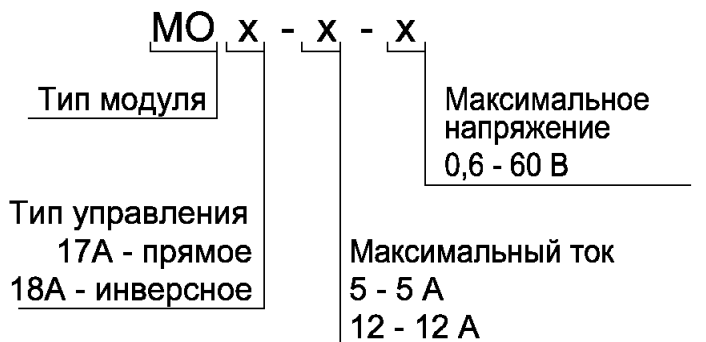 МО х - х - х
Тип модуля
Максимальное
напряжение
0,6 - 60 В
Тип управления
17А - прямое
18А - инверсное
Максимальный ток
5 - 5 А
12 - 12 А